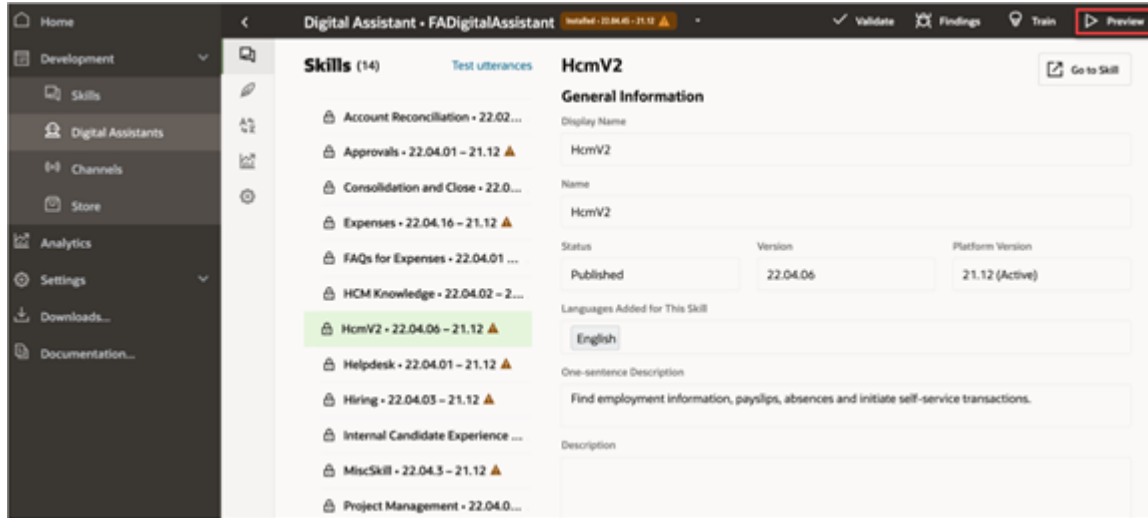 Home
Development
Skills
Digital Assistants
Channels
Store
Analytics
Settings
Downloads...
Documentation...
Digital Assistant • FADigitalAssistant
Validate
Findings
Train
Preview
Skills (14)
Test utterances
Account Reconciliation • 22.02...
Approvals • 22.04.01 – 21.12
Consolidation and Close • 22.0...
Expenses • 22.04.16 – 21.12
FAQs for Expenses • 22.04.01 ...
HCM Knowledge • 22.04.02 – 2...
HcmV2 • 22.04.06 – 21.12
Helpdesk • 22.04.01 – 21.12
Hiring • 22.04.03 – 21.12
Internal Candidate Experience ...
MiscSkill • 22.04.3 – 21.12
Project Management • 22.04.0...
HcmV2
Go to Skill
General Information
Display Name
HcmV2
Name
HcmV2
Status
Version
Platform Version
Published
22.04.06
21.12 (Active)
Languages Added for This Skill
English
One-sentence Description
Find employment information, payslips, absences and initiate self-service transactions.
Description